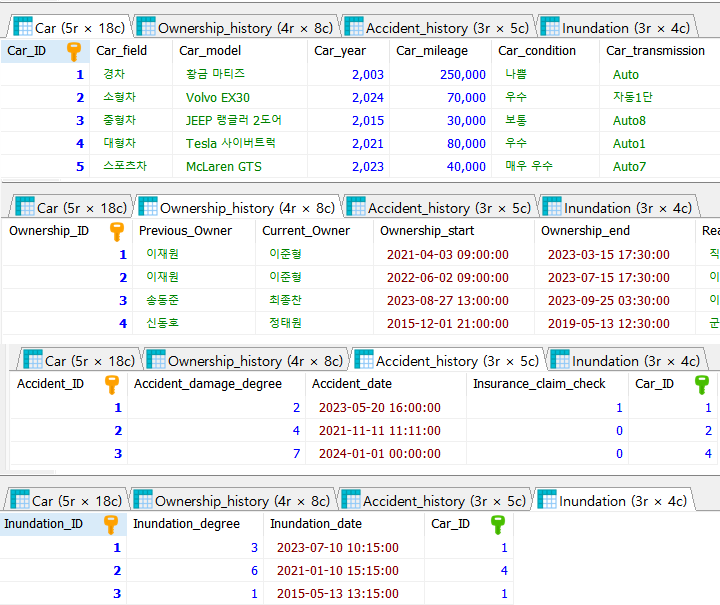 Car (5r × 18c) Ownership_history (4r × 8c) Accident_history (3r × 5c) Inundation (3r × 4c)
Car_ID Car_field Car_model Car_year Car_mileage Car_condition Car_transmission
1 경차 황금 마티즈 2,003 250,000 나쁨 Auto
2 소형차 Volvo EX30 2,024 70,000 우수 자동1단
3 중형차 JEEP 랭글러 2도어 2,015 30,000 보통 Auto8
4 대형차 Tesla 사이버트럭 2,021 80,000 우수 Auto1
5 스포츠차 McLaren GTS 2,023 40,000 매우 우수 Auto7
Car (5r × 18c) Ownership_history (4r × 8c) Accident_history (3r × 5c) Inundation (3r × 4c)
Ownership_ID Previous_Owner Current_Owner Ownership_start Ownership_end Rea
1 이재원 이준형 2021-04-03 09:00:00 2023-03-15 17:30:00 직
2 이재원 이준형 2022-06-02 09:00:00 2023-07-15 17:30:00 이
3 송동준 최종찬 2023-08-27 13:00:00 2023-09-25 03:30:00 이
4 신동호 정태원 2015-12-01 21:00:00 2019-05-13 12:30:00 군
Car (5r × 18c) Ownership_history (4r × 8c) Accident_history (3r × 5c) Inundation (3r × 4c)
Accident_ID Accident_damage_degree Accident_date Insurance_claim_check Car_ID
1 2 2023-05-20 16:00:00 1 1
2 4 2021-11-11 11:11:00 0 2
3 7 2024-01-01 00:00:00 0 4
Car (5r × 18c) Ownership_history (4r × 8c) Accident_history (3r × 5c) Inundation (3r × 4c)
Inundation_ID Inundation_degree Inundation_date Car_ID
1 3 2023-07-10 10:15:00 1
2 6 2021-01-10 15:15:00 4
3 1 2015-05-13 13:15:00 1